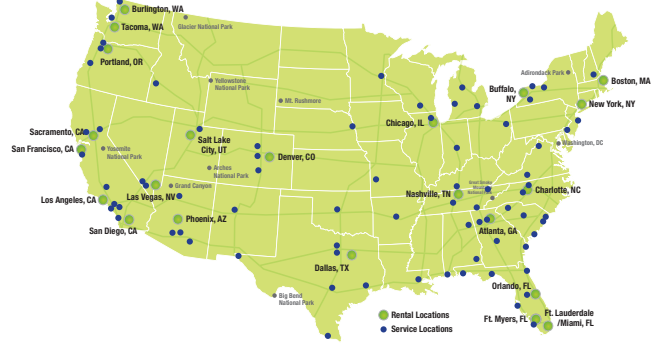 Burlington, WA
Glacier National Park
Tacoma, WA
Portland, OR
Yellowstone
National Park
Mt. Rushmore
Adirondack Park
Boston, MA
Buffalo,
NY
New York, NY
Chicago, IL
Sacramento, CA
San Francisco, CA
Yosemite
National Park
Salt Lake
City, UT
Denver, CO
Arches
National Park
Washington, DC
Los Angeles, CA
Las Vegas, NV
Grand Canyon
Nashville, TN
Charlotte, NC
San Diego, CA
Phoenix, AZ
Atlanta, GA
Dallas, TX
Big Bend
National Park
Orlando, FL
Ft. Myers, FL
Ft. Lauderdale
/Miami, FL
Rental Locations
Service Locations